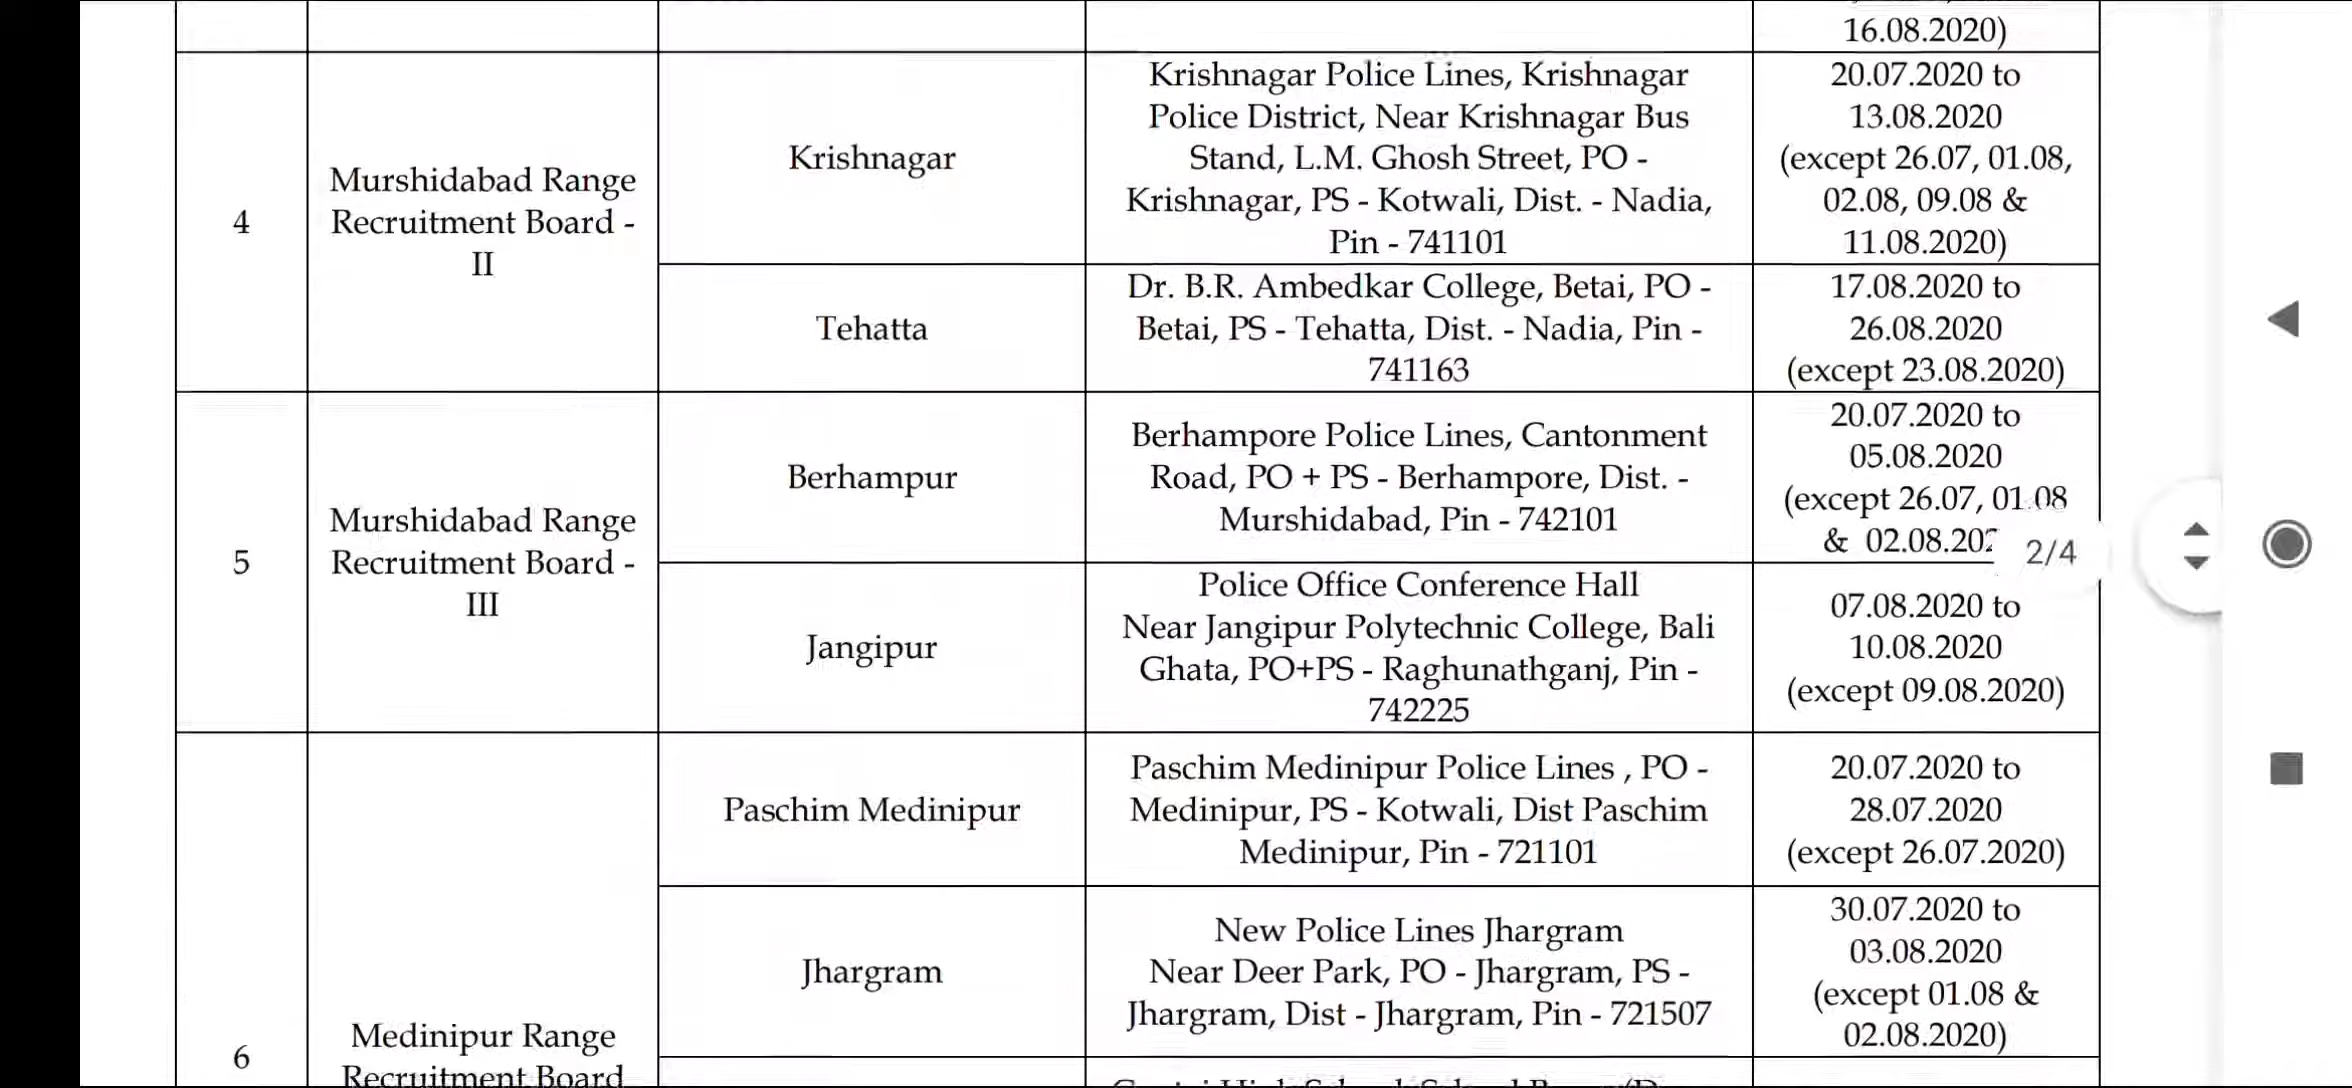 16.08.2020)
4
Murshidabad Range
Recruitment Board -
II
Krishnagar
Krishnagar Police Lines, Krishnagar
Police District, Near Krishnagar Bus
Stand, L.M. Ghosh Street, PO -
Krishnagar, PS - Kotwali, Dist. - Nadia,
Pin - 741101
20.07.2020 to
13.08.2020
(except 26.07, 01.08,
02.08, 09.08 &
11.08.2020)
Tehatta
Dr. B.R. Ambedkar College, Betai, PO -
Betai, PS - Tehatta, Dist. - Nadia, Pin -
741163
17.08.2020 to
26.08.2020
(except 23.08.2020)
5
Murshidabad Range
Recruitment Board -
III
Berhampur
Berhampore Police Lines, Cantonment
Road, PO + PS - Berhampore, Dist. -
Murshidabad, Pin - 742101
20.07.2020 to
05.08.2020
(except 26.07, 01.08
& 02.08.202
2/4
Jangipur
Police Office Conference Hall
Near Jangipur Polytechnic College, Bali
Ghata, PO+PS - Raghunathganj, Pin -
742225
07.08.2020 to
10.08.2020
(except 09.08.2020)
6
Medinipur Range
Recruitment Board
Paschim Medinipur
Paschim Medinipur Police Lines , PO -
Medinipur, PS - Kotwali, Dist Paschim
Medinipur, Pin - 721101
20.07.2020 to
28.07.2020
(except 26.07.2020)
Jhargram
New Police Lines Jhargram
Near Deer Park, PO - Jhargram, PS -
Jhargram, Dist - Jhargram, Pin - 721507
30.07.2020 to
03.08.2020
(except 01.08 &
02.08.2020)